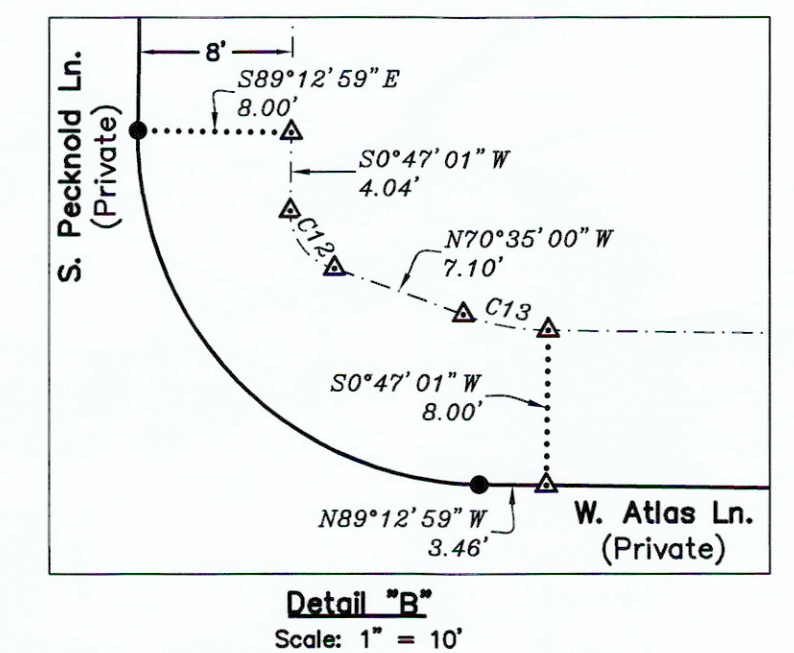 8'
S89°12'59"E
8.00'
S0°47'01"W
4.04'
S. Pecknold Ln.
(Private)
C12
N70°35'00"W
7.10'
C13
S0°47'01"W
8.00'
N89°12'59"W
3.46'
W. Atlas Ln.
(Private)
Detail "B"
Scale: 1" = 10'